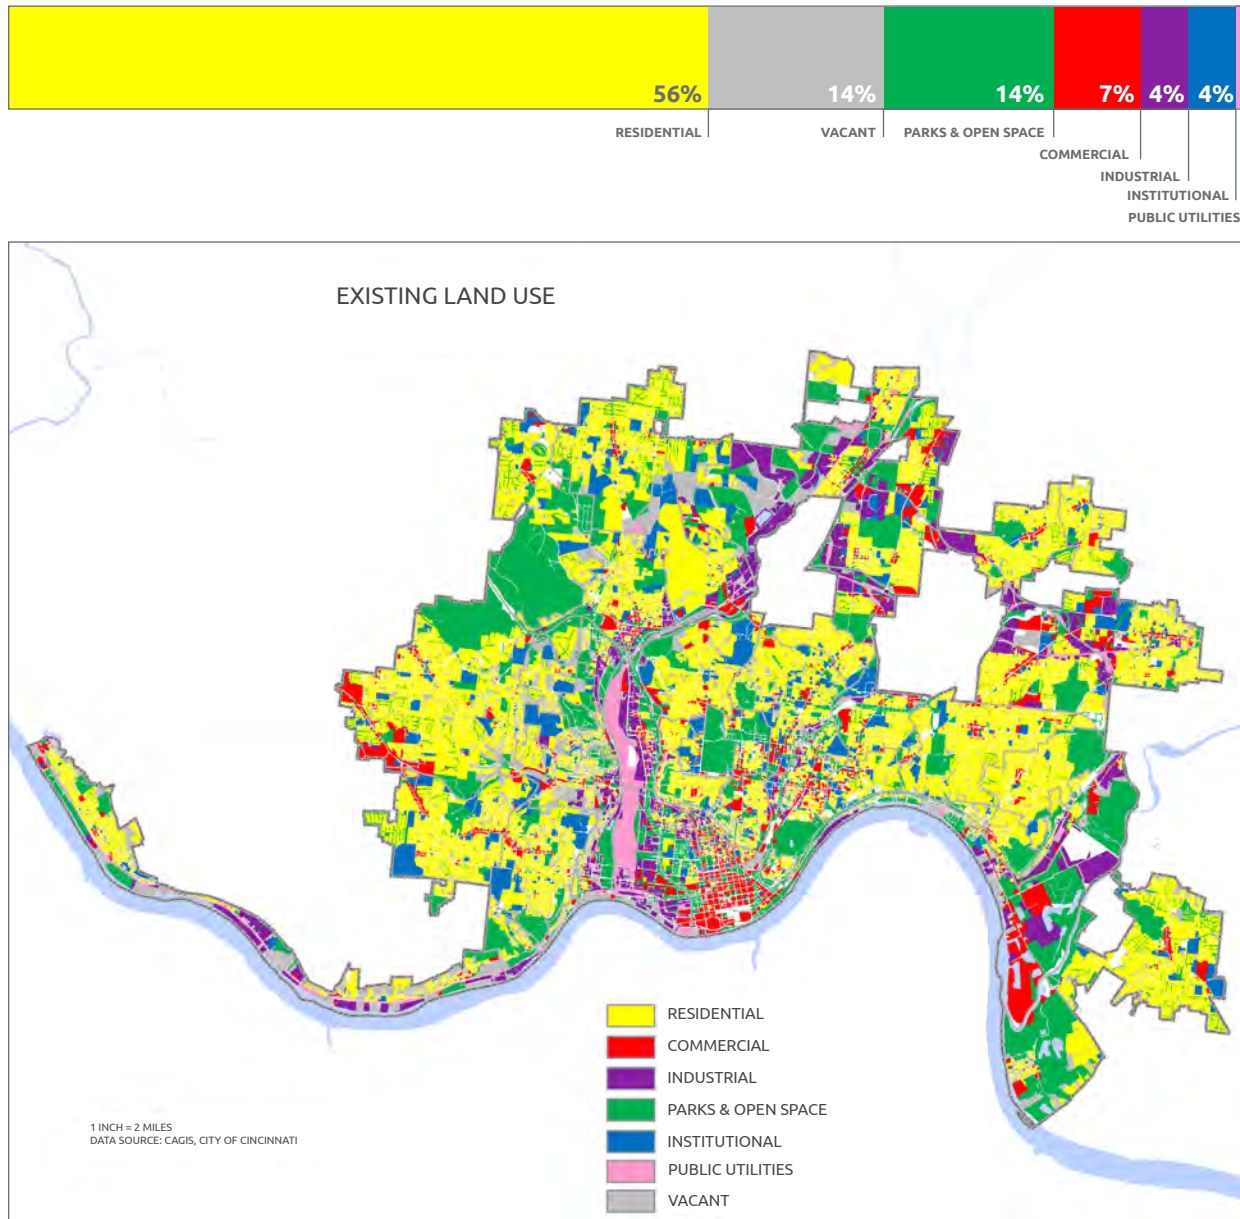 56%
14%
14%
7%
4%
4%
RESIDENTIAL
VACANT
PARKS & OPEN SPACE
COMMERCIAL
INDUSTRIAL
INSTITUTIONAL
PUBLIC UTILITIES
EXISTING LAND USE
RESIDENTIAL
COMMERCIAL
INDUSTRIAL
PARKS & OPEN SPACE
INSTITUTIONAL
PUBLIC UTILITIES
VACANT
1 INCH = 2 MILES
DATA SOURCE: CAGIS, CITY OF CINCINNATI